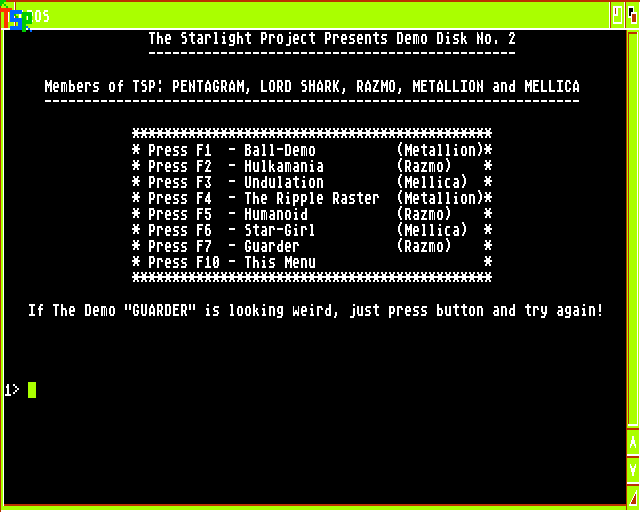 TSP DOS
The Starlight Project Presents Demo Disk No. 2
----------------------------------------------
Members of TSP: PENTAGRAM, LORD SHARK, RAZMO, METALLION and MELLICA
-------------------------------------------------------------------
*********************************************
* Press F1  - Ball-Demo          (Metallion)*
* Press F2  - Hulkamania         (Razmo)    *
* Press F3  - Undulation         (Mellica)  *
* Press F4  - The Ripple Raster  (Metallion)*
* Press F5  - Humanoid           (Razmo)    *
* Press F6  - Star-Girl          (Mellica)  *
* Press F7  - Guarder            (Razmo)    *
* Press F10 - This Menu                     *
*********************************************
If The Demo "GUARDER" is looking weird, just press button and try again!
1>